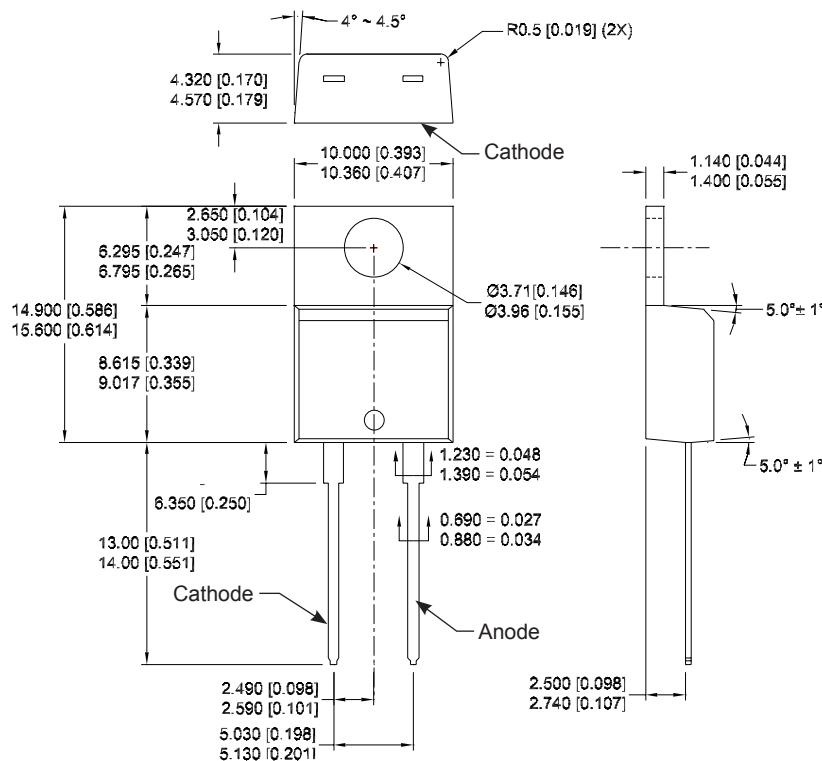 4° ~ 4.5°
R0.5 [0.019] (2X)
4.320 [0.170]
4.570 [0.179]
Cathode
10.000 [0.393]
10.360 [0.407]
1.140 [0.044]
1.400 [0.055]
2.650 [0.104]
3.050 [0.120]
6.295 [0.247]
6.795 [0.265]
Ø3.71[0.146]
Ø3.96 [0.155]
14.900 [0.586]
15.600 [0.614]
5.0°± 1°
8.615 [0.339]
9.017 [0.355]
1.230 = 0.048
1.390 = 0.054
5.0° ± 1°
6.350 [0.250]
0.690 = 0.027
0.880 = 0.034
13.00 [0.511]
14.00 [0.551]
Cathode
Anode
2.490 [0.098]
2.590 [0.101]
2.500 [0.098]
2.740 [0.107]
5.030 [0.198]
5.130 [0.201]